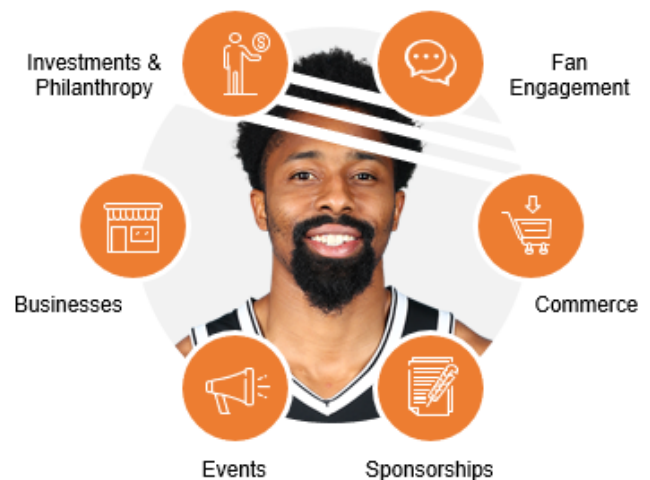 Investments &
Philanthropy
Fan
Engagement
Businesses
Commerce
Events
Sponsorships